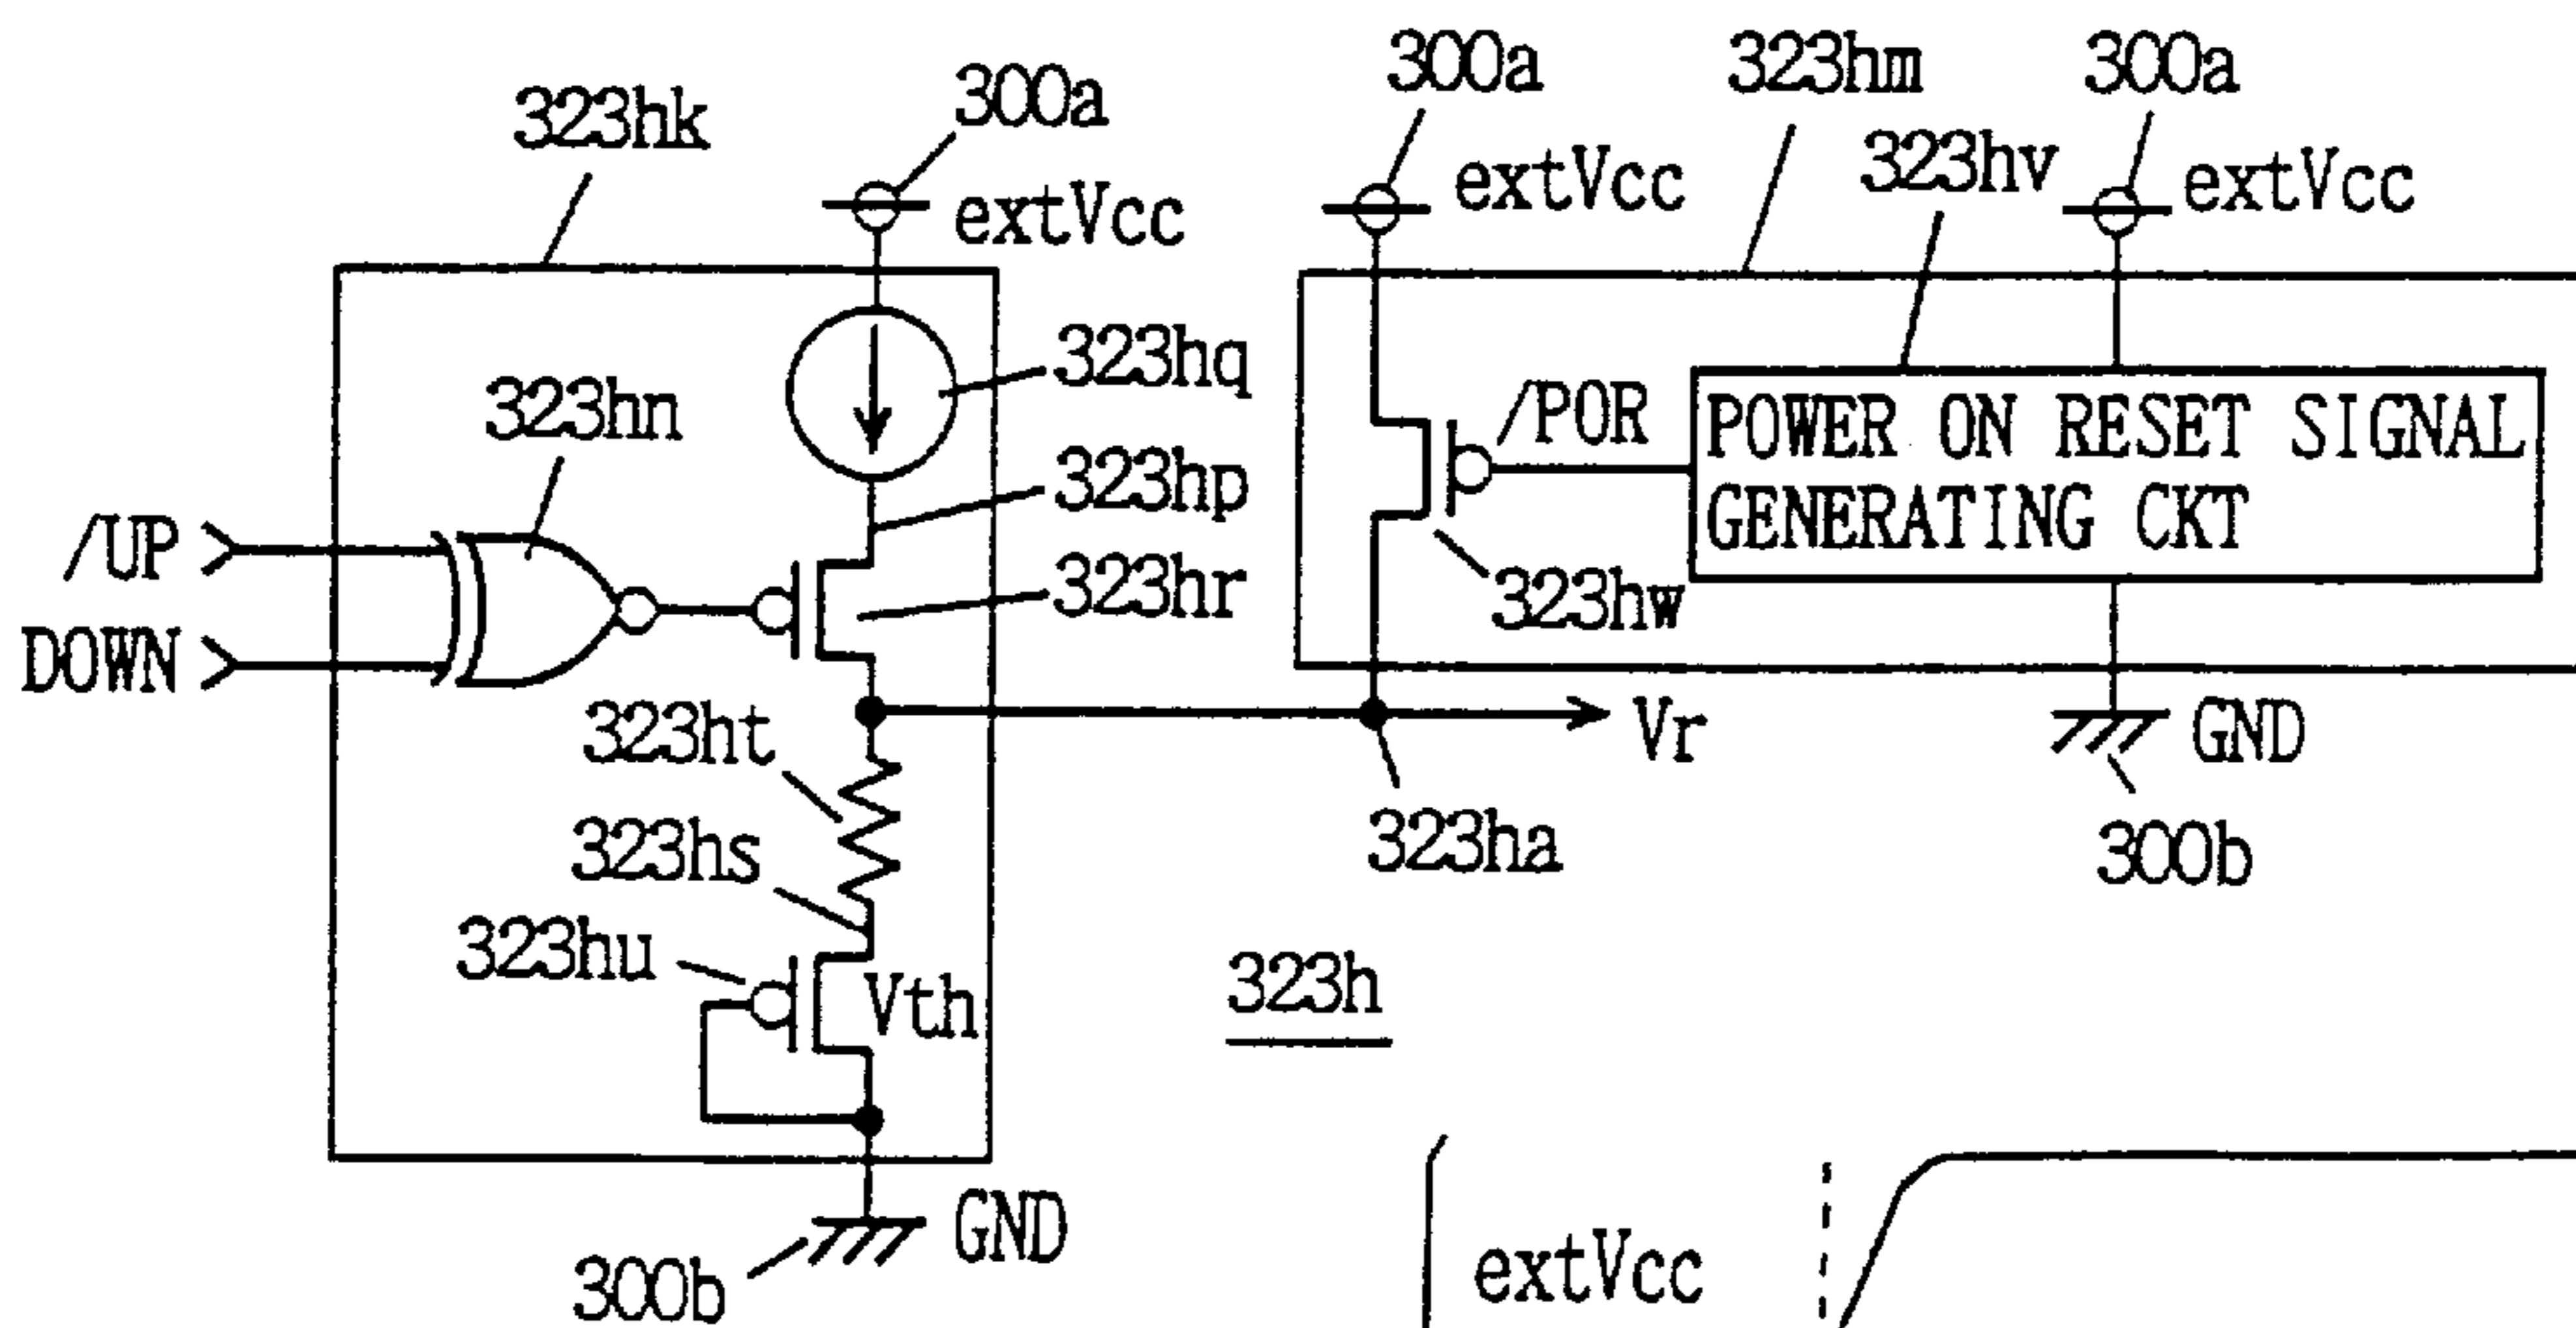 300a
323hm
300a
300a
323hk
323hv
extVcc
extVcc
extVcc
323hq
323hn
/POR
POWER ON RESET SIGNAL
GENERATING CKT
323hp
/UP
323hr
323hw
DOWN
323ht
Vr
GND
323ha
323hs
300b
323hu
Vth
323h
GND
300b
extVcc